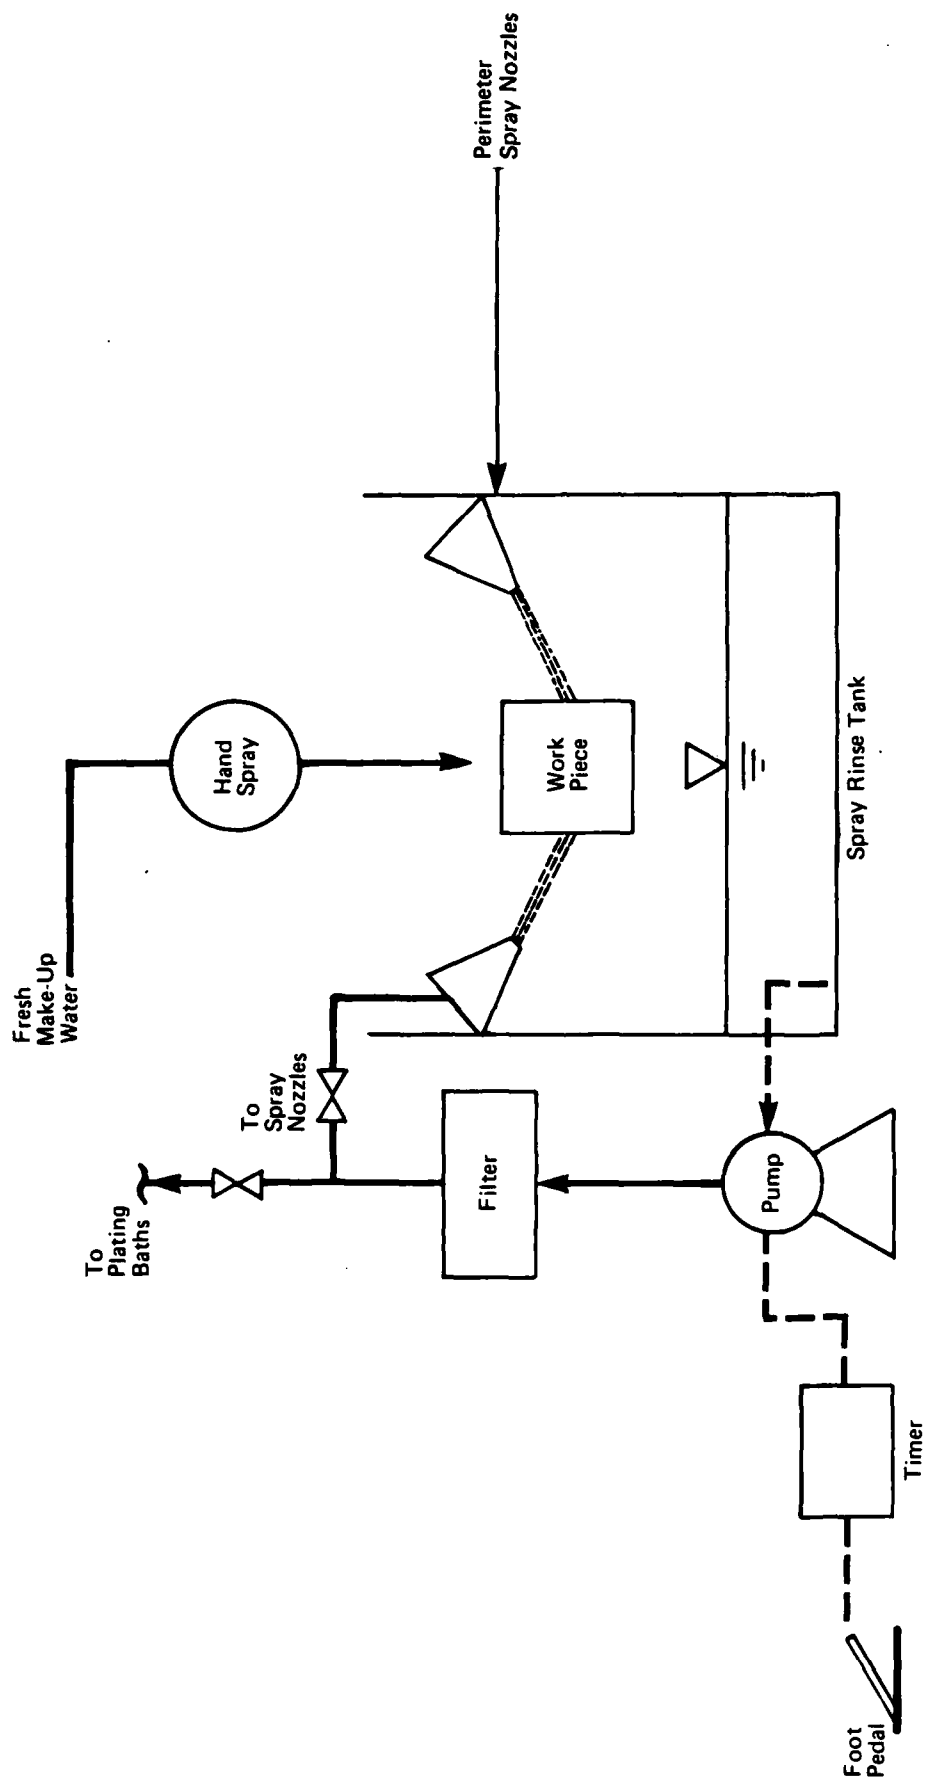 Fresh
Make-Up
Water
Hand
Spray
Perimeter
Spray Nozzles
To
Plating
Baths
To
Spray
Nozzles
Work
Piece
Filter
Pump
Spray Rinse Tank
Timer
Foot
Pedal